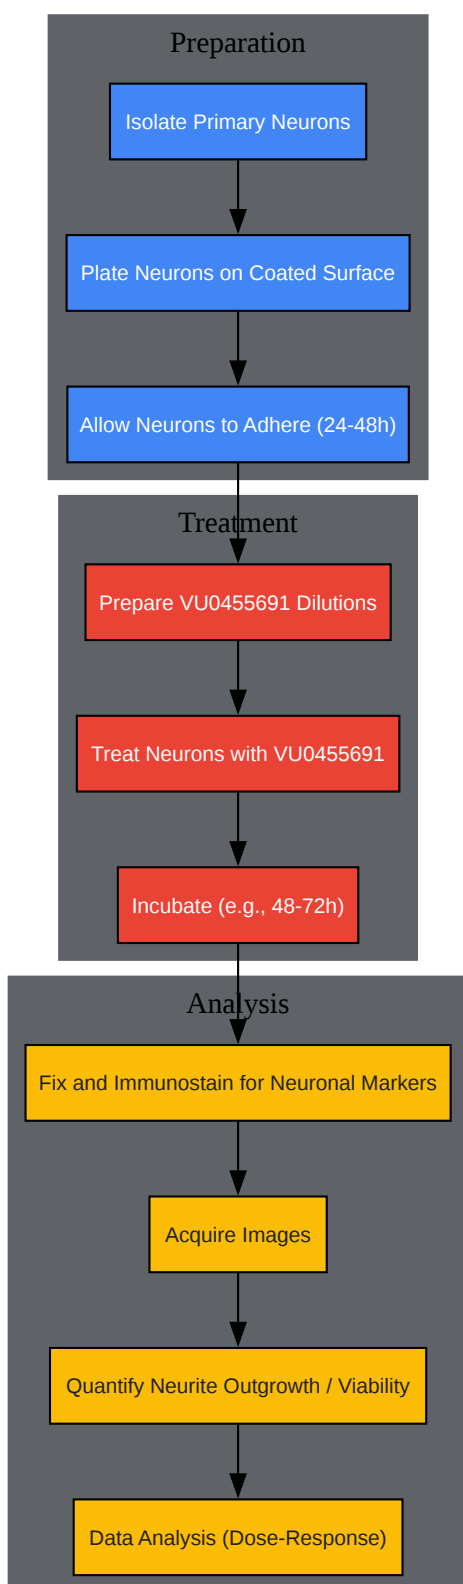 Preparation
Isolate Primary Neurons
Plate Neurons on Coated Surface
Allow Neurons to Adhere (24-48h)
Treatment
Prepare VU0455691 Dilutions
Treat Neurons with VU0455691
Incubate (e.g., 48-72h)
Analysis
Fix and Immunostain for Neuronal Markers
Acquire Images
Quantify Neurite Outgrowth / Viability
Data Analysis (Dose-Response)